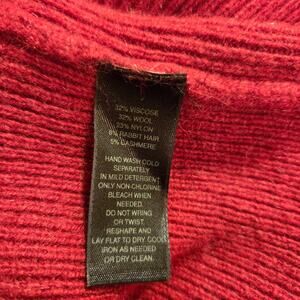 32% VISCOSE
32% WOOL
23% NYLON
8% RABBIT HAIR
5% CASHMERE
HAND WASH COLD
SEPARATELY
IN MILD DETERGENT
ONLY NON-CHLORINE
BLEACH WHEN
NEEDED.
DO NOT WRING
OR TWIST.
RESHAPE AND
LAY FLAT TO DRY COOL
IRON AS NEEDED
OR DRY CLEAN.